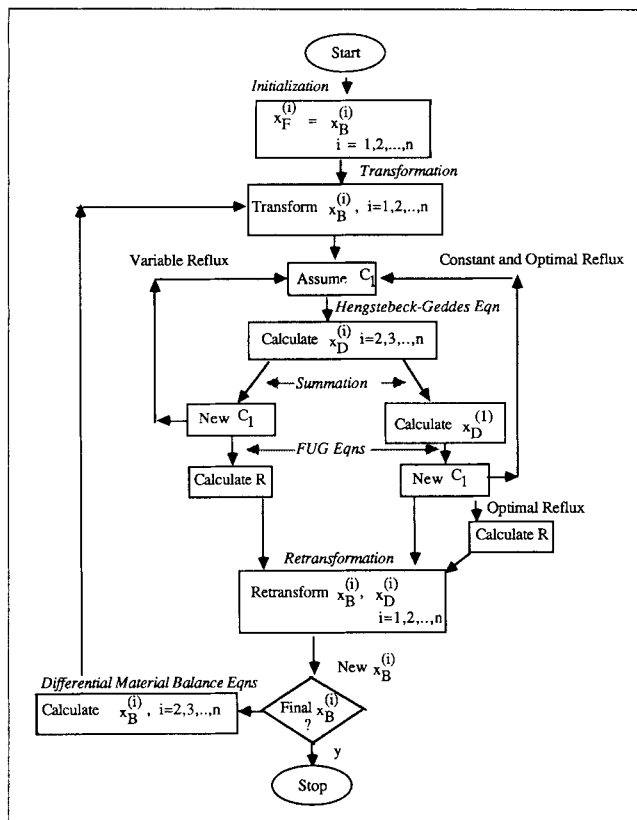 Start
Initialization
x_F^(i) = x_B^(i)
i = 1,2,...,n
Transformation
Transform x_B^(i) , i=1,2,..,n
Variable Reflux
Constant and Optimal Reflux
Assume C_1
Hengstebeck-Geddes Eqn
Calculate x_D^(i) i=2,3,..,n
Summation
New C_1
Calculate x_D^(1)
FUG Eqns
Calculate R
New C_1
Optimal Reflux
Calculate R
Retransformation
Retransform x_B^(i), x_D^(i)
i=1,2,..,n
New x_B^(i)
Differential Material Balance Eqns
Calculate x_B^(i), i=2,3,..,n
Final x_B^(i)
?
y
Stop